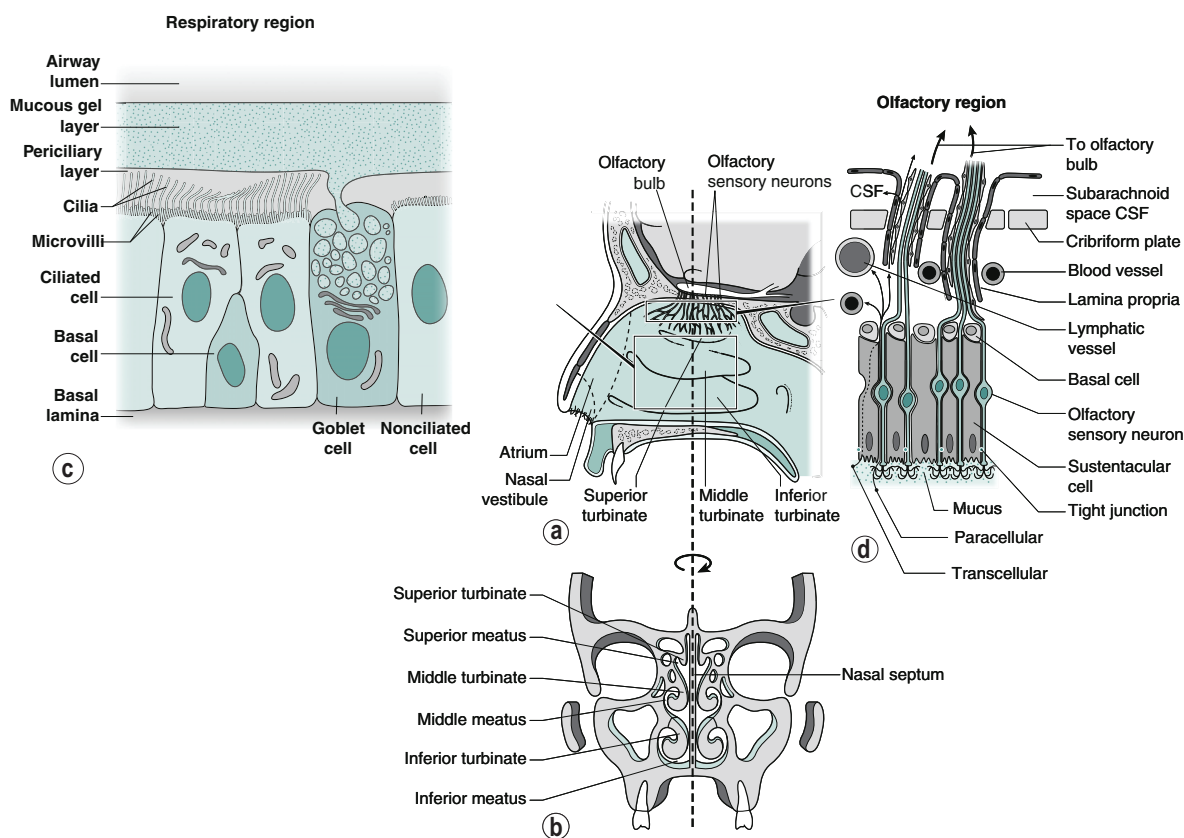 Respiratory region
Airway
lumen
Mucous gel
layer
Periciliary
layer
Cilia
Microvilli
Ciliated
cell
Basal
cell
Basal
lamina
Goblet
cell
Nonciliated
cell
c
Olfactory
bulb
Olfactory
sensory neurons
Atrium
Nasal
vestibule
Superior
turbinate
Middle
turbinate
Inferior
turbinate
a
Olfactory region
To olfactory
bulb
CSF
Subarachnoid
space CSF
Cribriform plate
Blood vessel
Lamina propria
Lymphatic
vessel
Basal cell
Olfactory
sensory neuron
Sustentacular
cell
Tight junction
Mucus
Paracellular
Transcellular
d
Superior turbinate
Superior meatus
Middle turbinate
Middle meatus
Inferior turbinate
Inferior meatus
Nasal septum
b